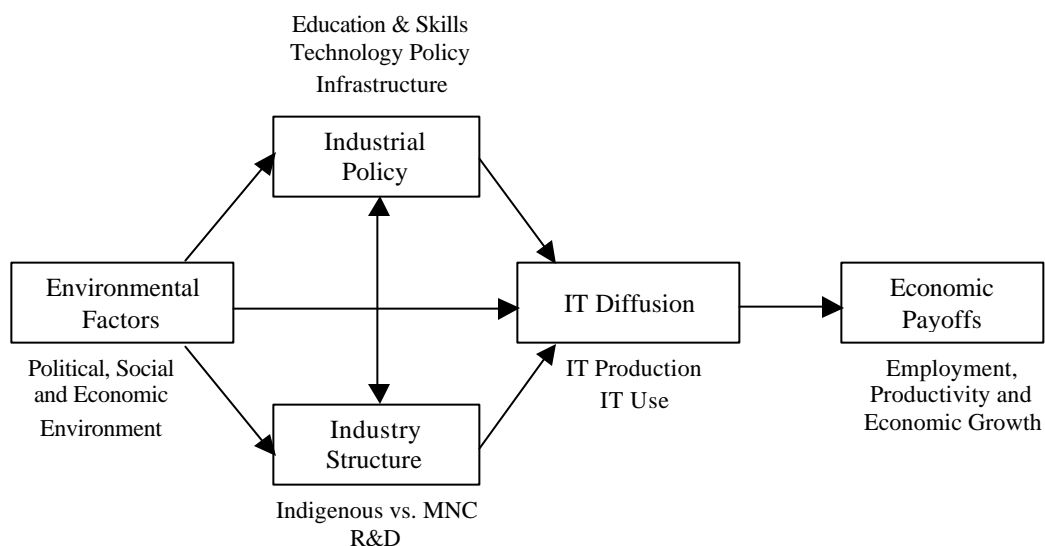 Education & Skills
Technology Policy
Infrastructure
Industrial
Policy
Environmental
Factors
Political, Social
and Economic
Environment
Industry
Structure
Indigenous vs. MNC
R&D
IT Diffusion
IT Production
IT Use
Economic
Payoffs
Employment,
Productivity and
Economic Growth